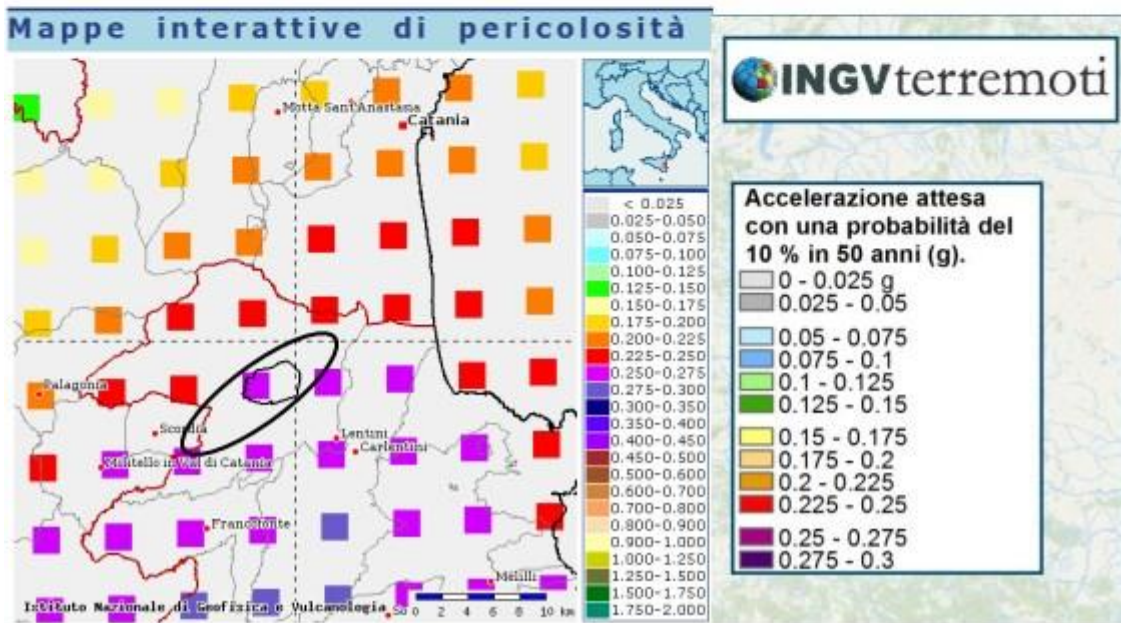 Mappe interattive di pericolosità
Motta Sant'Anastasia
Catania
Palagonia
Scordia
Militello in Val di Catania
Lentini
Carlentini
Francofonte
Melilli
So
Istituto Nazionale di Geofisica e Vulcanologia
0 2 4 6 8 10 km
< 0.025
0.025-0.050
0.050-0.075
0.075-0.100
0.100-0.125
0.125-0.150
0.150-0.175
0.175-0.200
0.200-0.225
0.225-0.250
0.250-0.275
0.275-0.300
0.300-0.350
0.350-0.400
0.400-0.450
0.450-0.500
0.500-0.600
0.600-0.700
0.700-0.800
0.800-0.900
0.900-1.000
1.000-1.250
1.250-1.500
1.500-1.750
1.750-2.000
INGVterremoti
Accelerazione attesa
con una probabilità del
10 % in 50 anni (g).
0 - 0.025 g
0.025 - 0.05
0.05 - 0.075
0.075 - 0.1
0.1 - 0.125
0.125 - 0.15
0.15 - 0.175
0.175 - 0.2
0.2 - 0.225
0.225 - 0.25
0.25 - 0.275
0.275 - 0.3